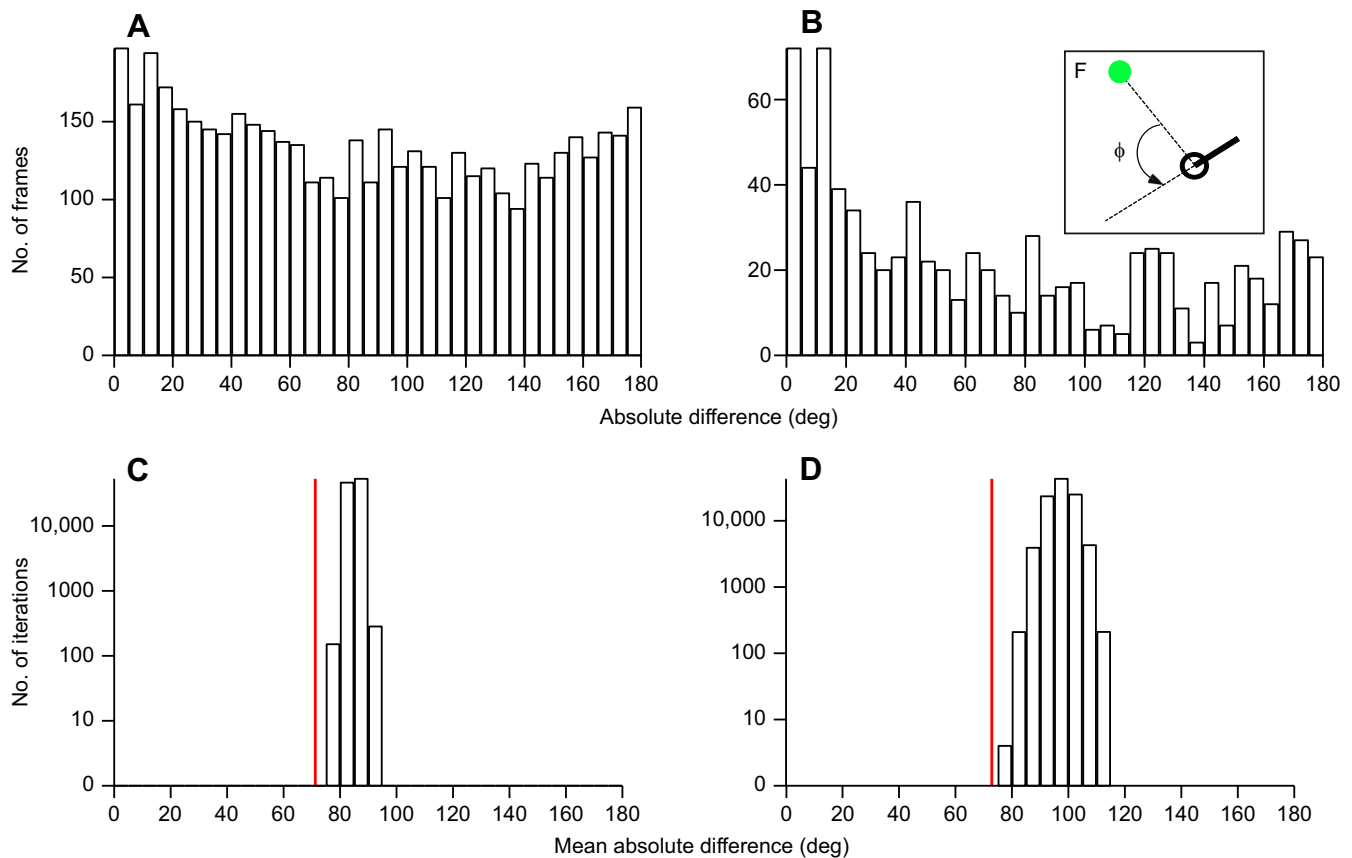 A
B
No. of frames
150
100
50
0
0 20 40 60 80 100 120 140 160 180
60
40
20
0
0 20 40 60 80 100 120 140 160 180
F
ϕ
Absolute difference (deg)
C
D
No. of iterations
10,000
1000
100
10
0
0 20 40 60 80 100 120 140 160 180
10,000
1000
100
10
0
0 20 40 60 80 100 120 140 160 180
Mean absolute difference (deg)